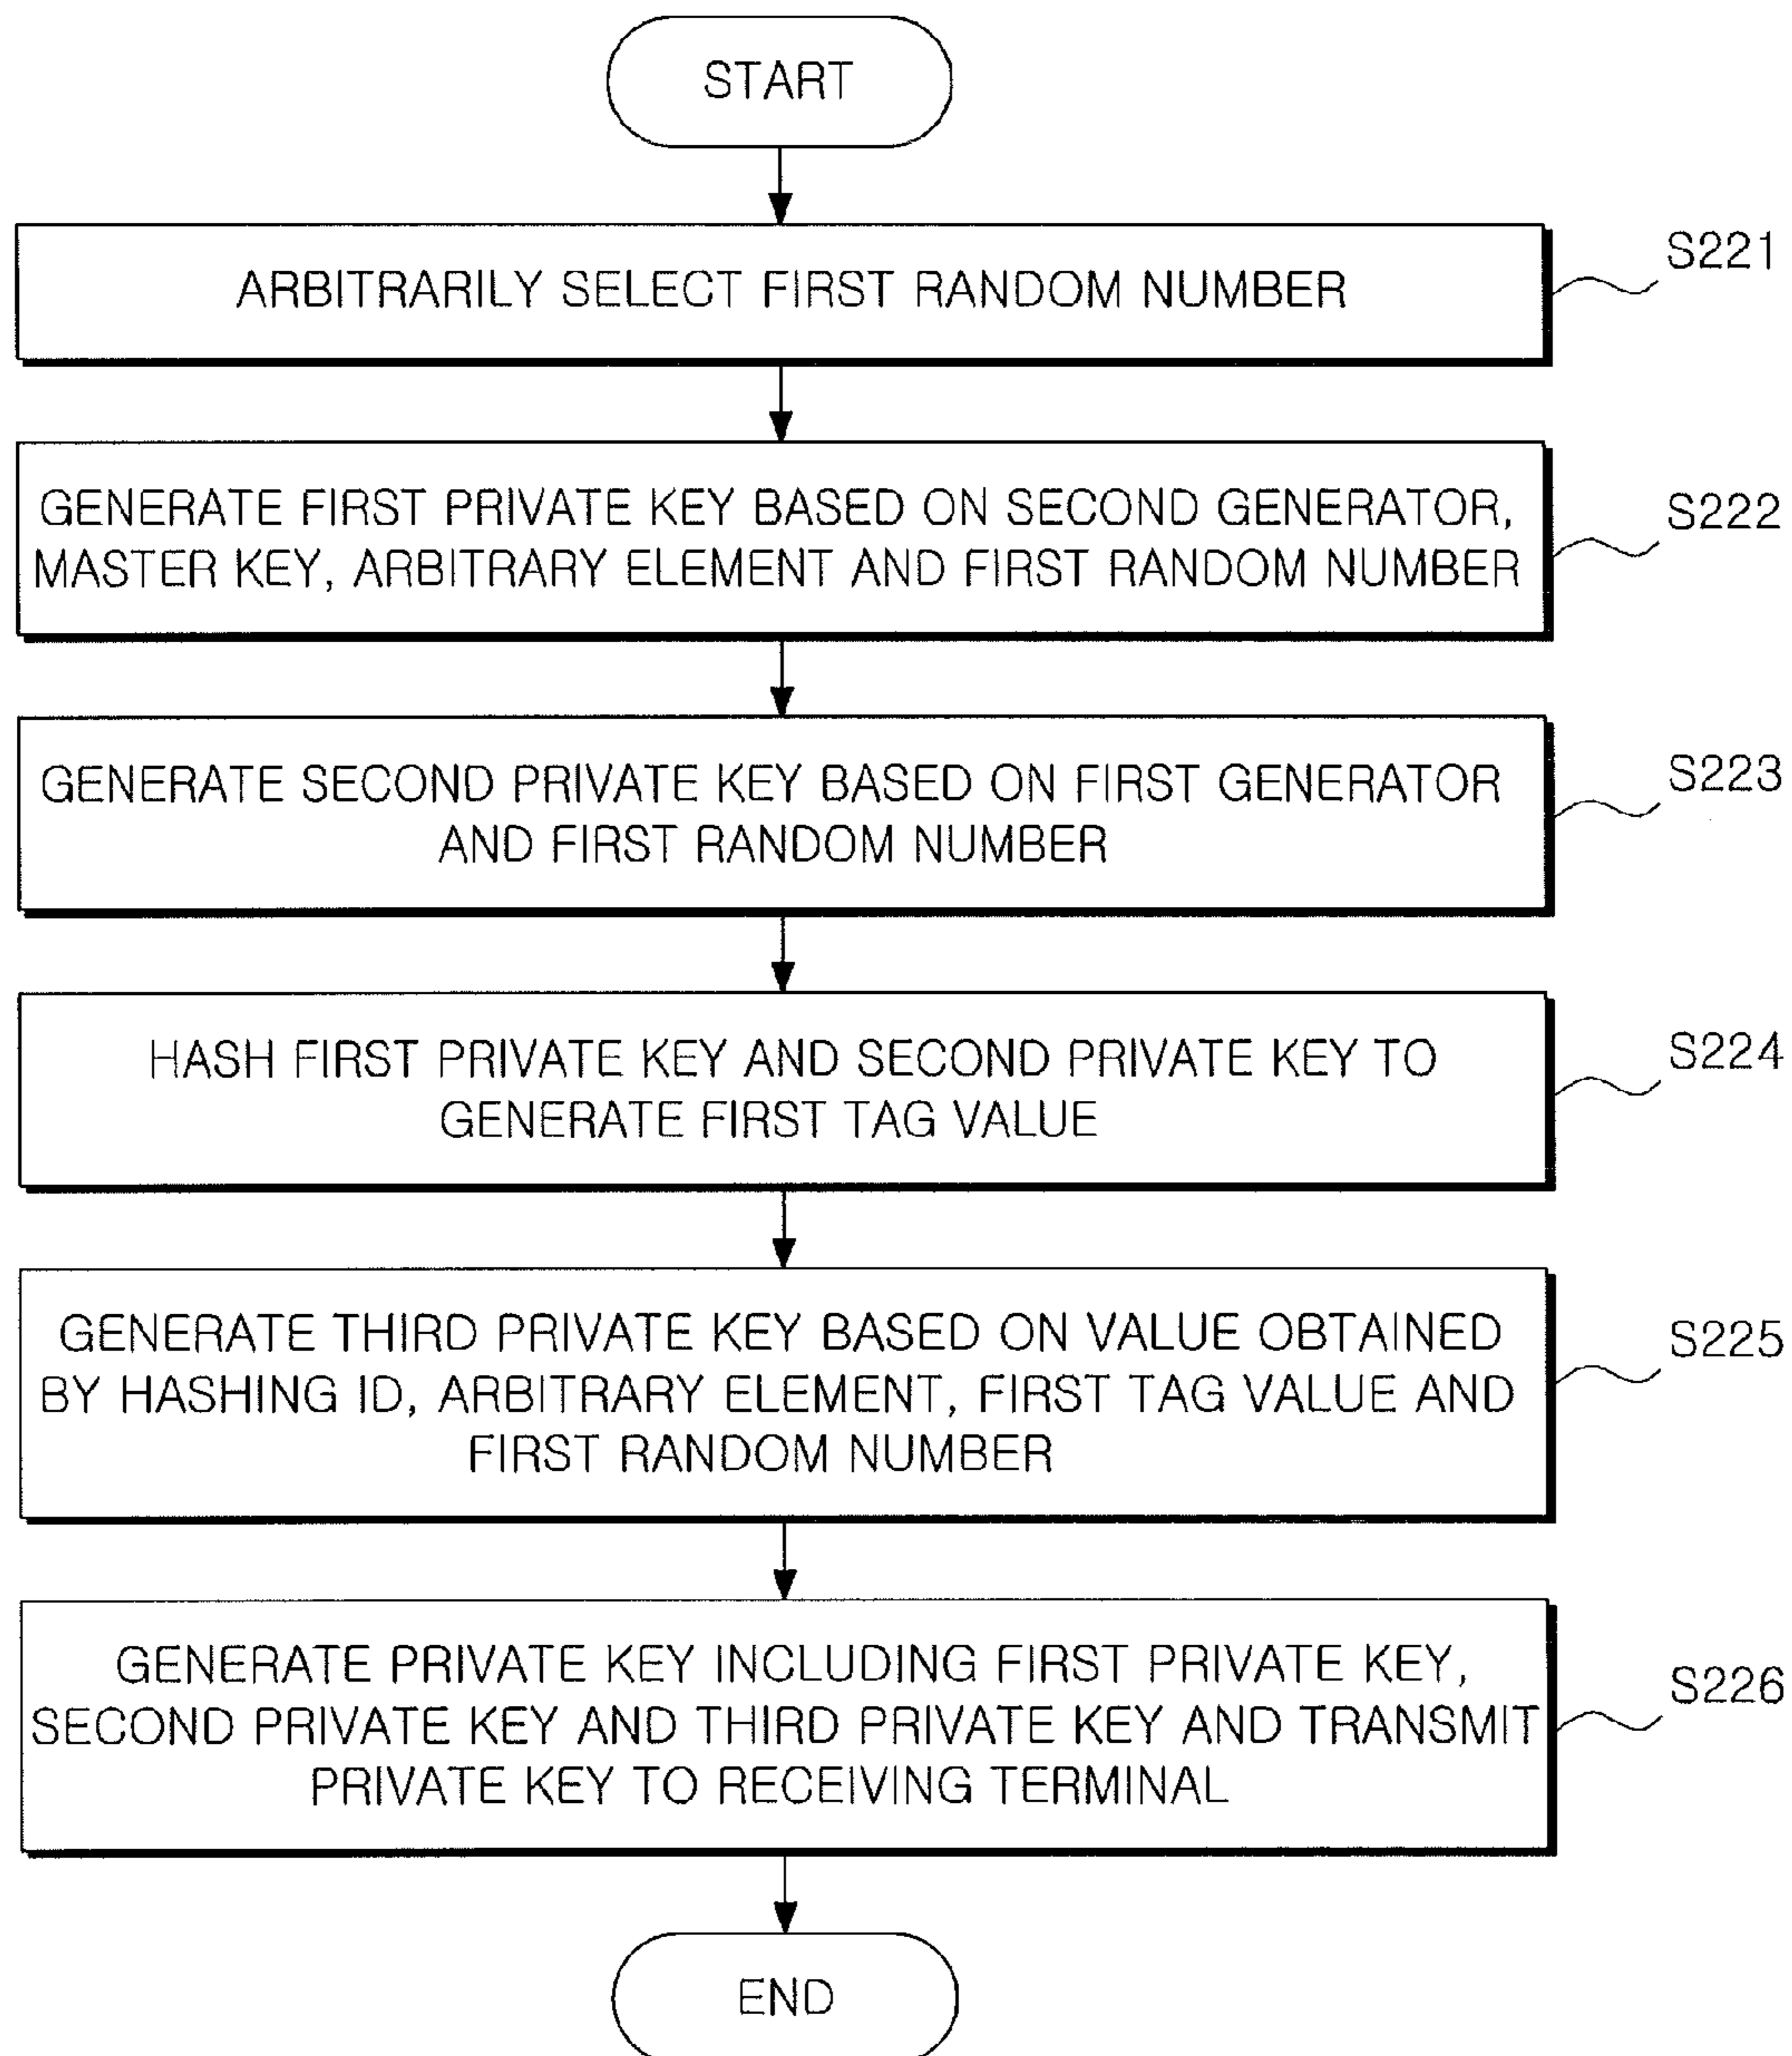 START
ARBITRARILY SELECT FIRST RANDOM NUMBER
S221
GENERATE FIRST PRIVATE KEY BASED ON SECOND GENERATOR,
MASTER KEY, ARBITRARY ELEMENT AND FIRST RANDOM NUMBER
S222
GENERATE SECOND PRIVATE KEY BASED ON FIRST GENERATOR
AND FIRST RANDOM NUMBER
S223
HASH FIRST PRIVATE KEY AND SECOND PRIVATE KEY TO
GENERATE FIRST TAG VALUE
S224
GENERATE THIRD PRIVATE KEY BASED ON VALUE OBTAINED
BY HASHING ID, ARBITRARY ELEMENT, FIRST TAG VALUE AND
FIRST RANDOM NUMBER
S225
GENERATE PRIVATE KEY INCLUDING FIRST PRIVATE KEY,
SECOND PRIVATE KEY AND THIRD PRIVATE KEY AND TRANSMIT
PRIVATE KEY TO RECEIVING TERMINAL
S226
END